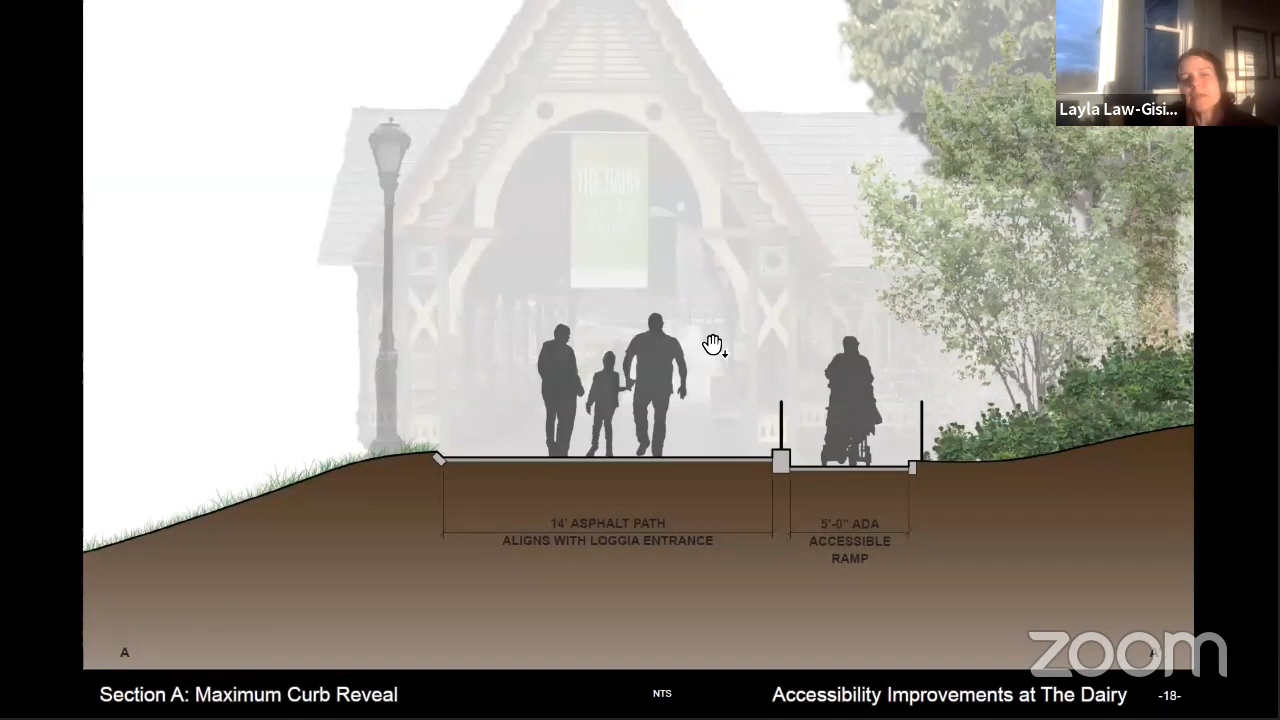 Layla Law-Gisi...
THE DAIRY
14' ASPHALT PATH
ALIGNS WITH LOGGIA ENTRANCE
5'-0" ADA
ACCESSIBLE
RAMP
A
A
zoom
Section A: Maximum Curb Reveal
NTS
Accessibility Improvements at The Dairy
-18-